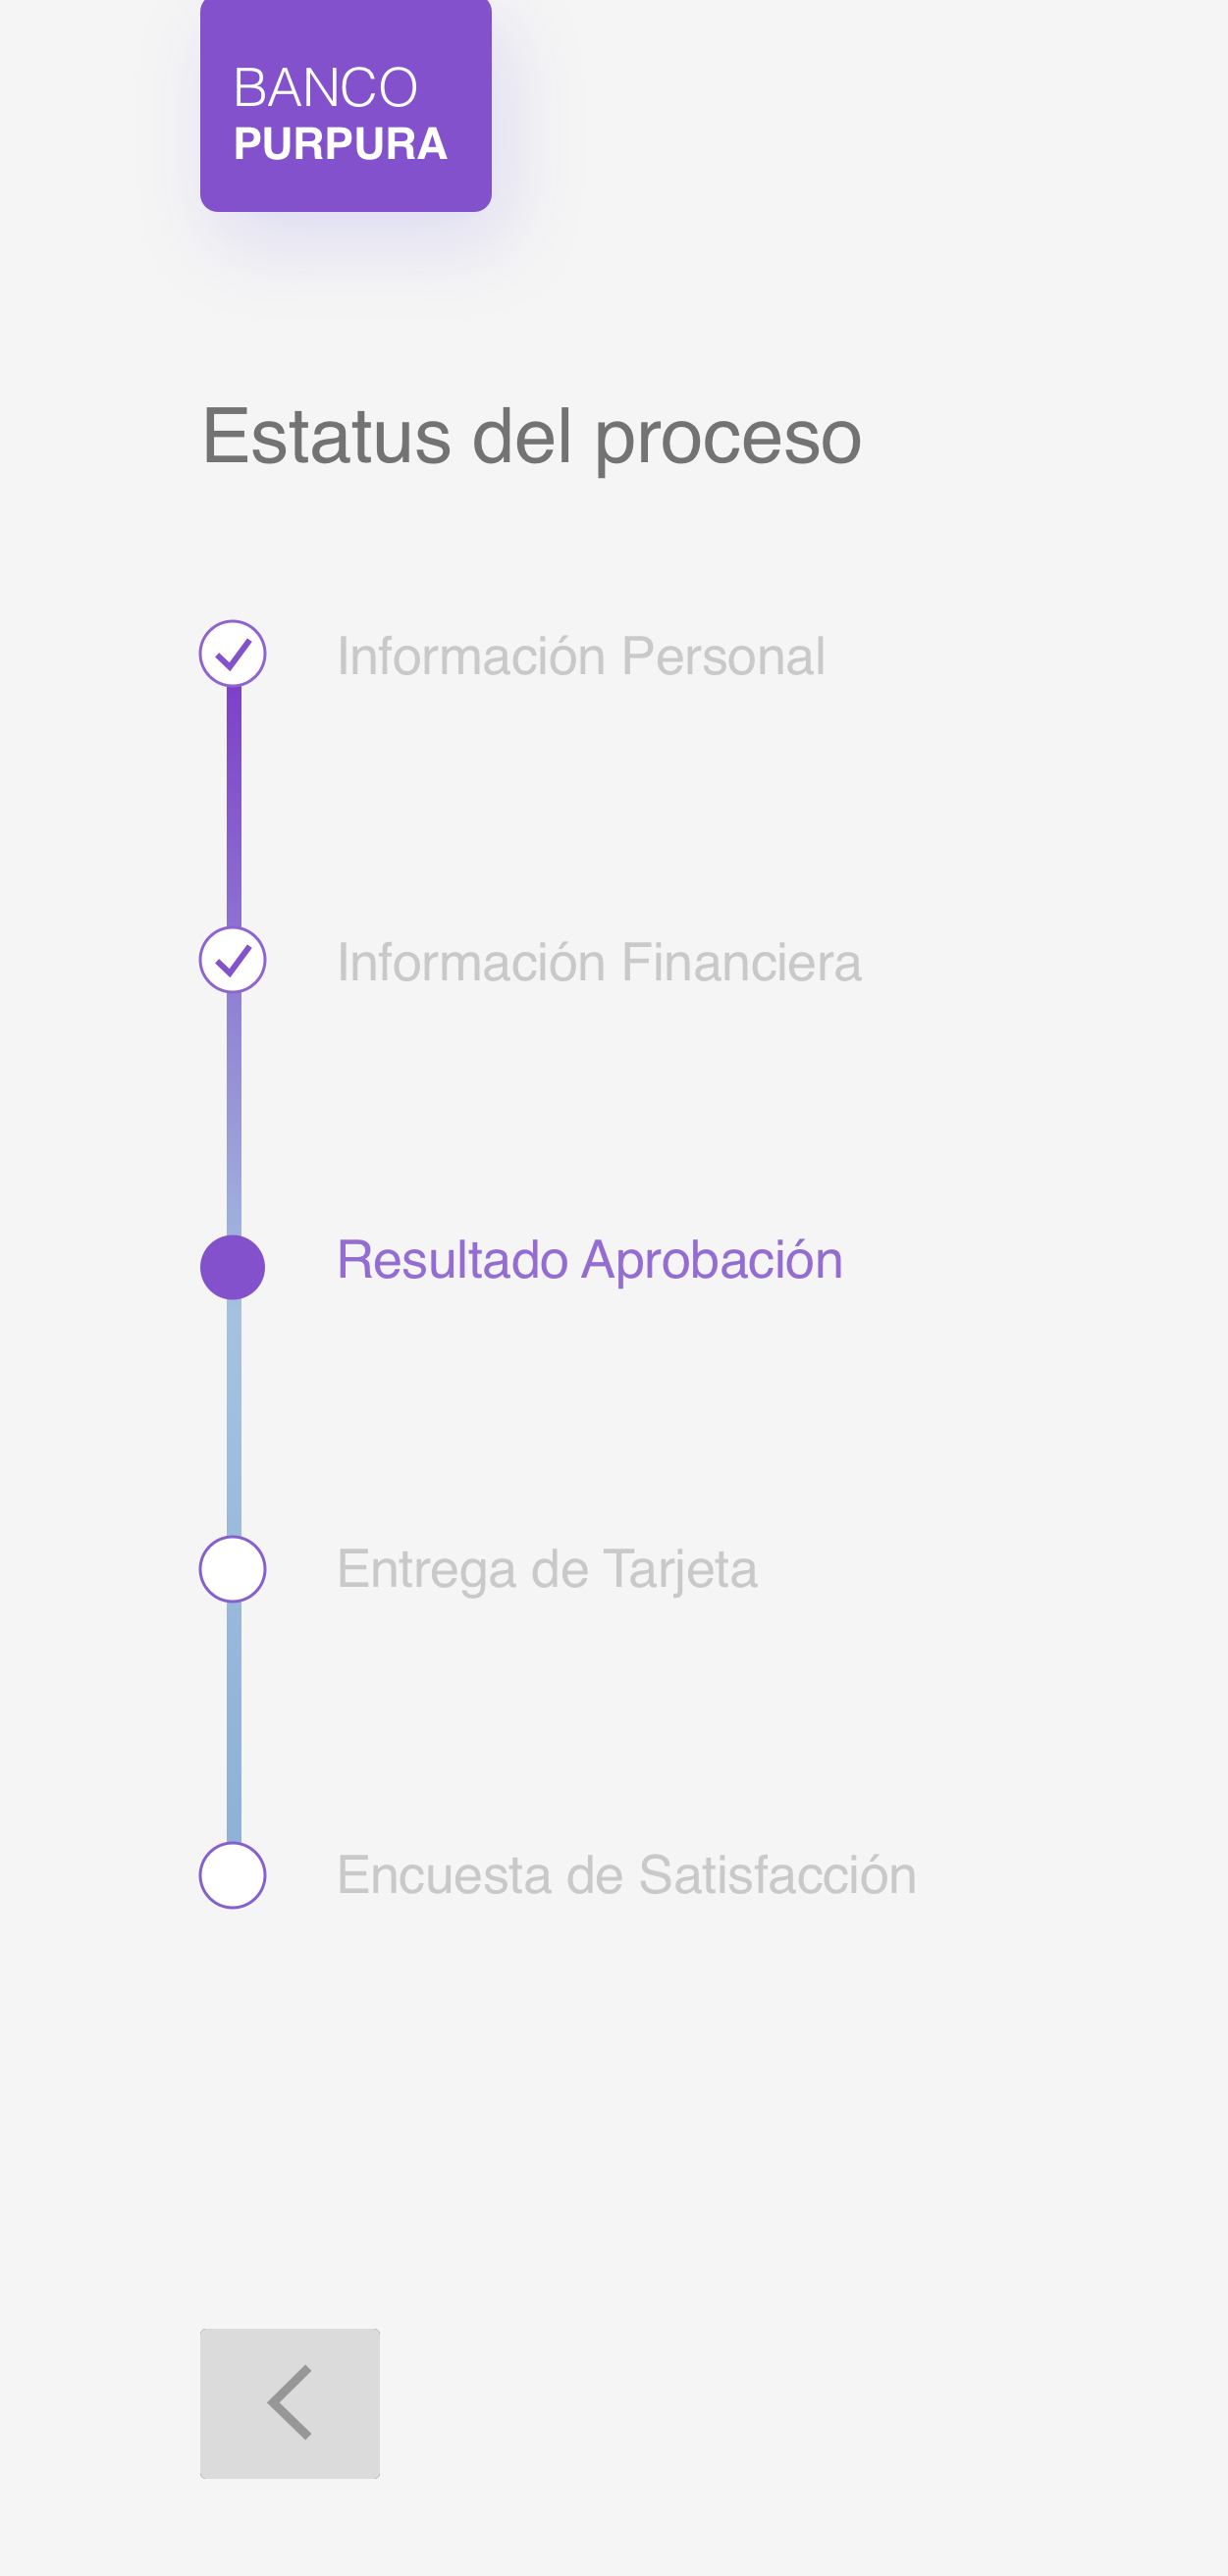 BANCO
PURPURA
Estatus del proceso
Información Personal
Información Financiera
Resultado Aprobación
Entrega de Tarjeta
Encuesta de Satisfacción